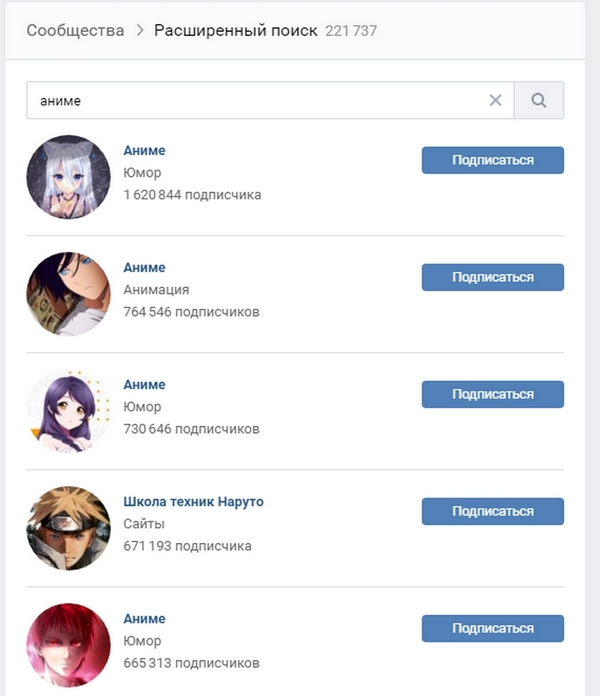 Сообщества > Расширенный поиск 221 737
аниме
Аниме
Подписаться
Юмор
1 620 844 подписчика
Аниме
Подписаться
Анимация
764 546 подписчиков
Аниме
Подписаться
Юмор
730 646 подписчиков
Школа техник Наруто
Подписаться
Сайты
671 193 подписчика
Аниме
Подписаться
Юмор
665 313 подписчиков